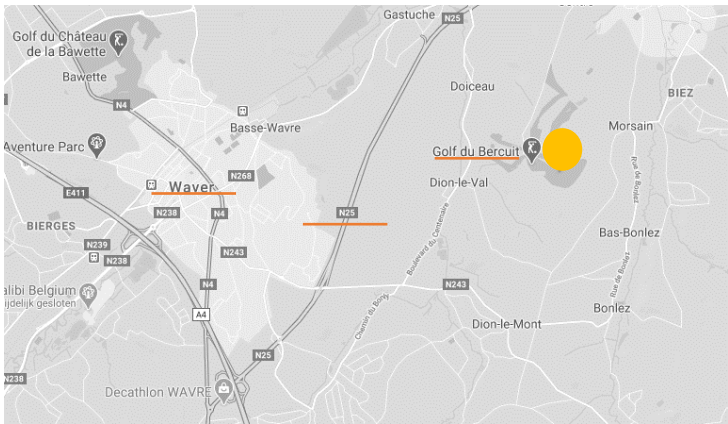 Gastuche
N25
Golf du Château
de la Bawette
Bawette
Doiceau
BIEZ
N4
Basse-Wavre
Morsain
Aventure Parc
Golf du Bercuit
Rue de Bonlez
N268
Dion-le-Val
E411
Waver
N238
N4
N25
BIERGES
Boulevard du Centenaire
Bas-Bonlez
N239
N243
N238
Rue de Bonlez
alibi Belgium
ijdelijk gesloten
N4
N243
Chemin du Bonly
Bonlez
A4
Dion-le-Mont
N25
N238
Decathlon WAVRE